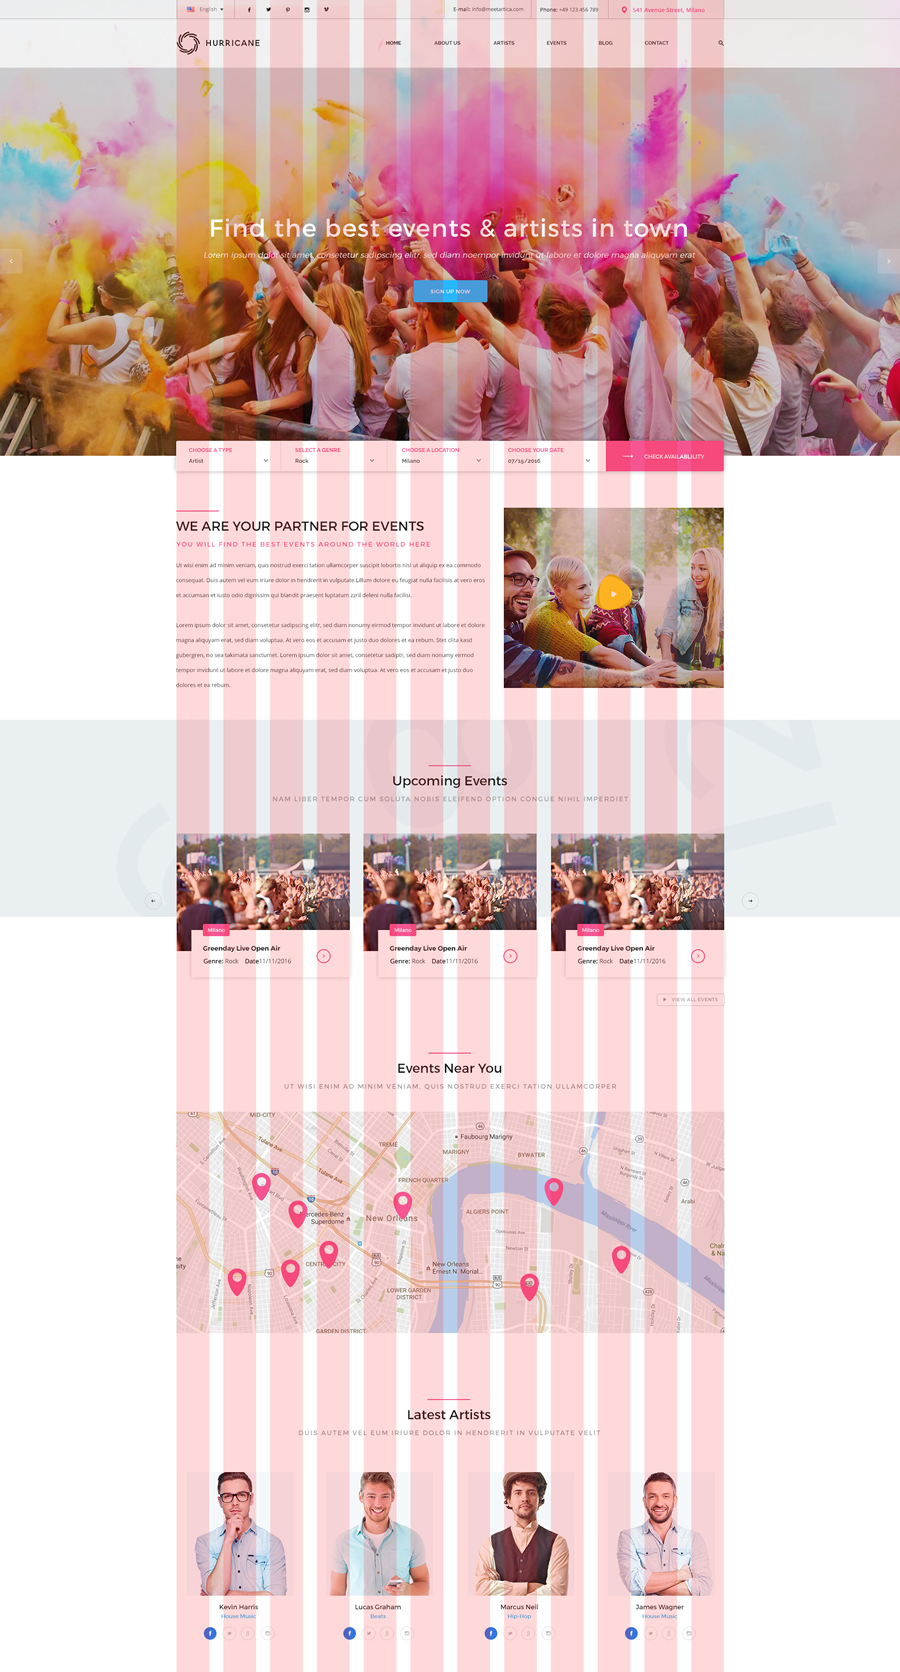 English
E-mail: info@meetartica.com
Phone: +49 123 456 789
541 Avenue Street, Milano
HURRICANE
HOME ABOUT US ARTISTS EVENTS BLOG CONTACT
Find the best events & artists in town
Lorem ipsum dolor sit amet, consetetur sadipscing elitr, sed diam noempor invidunt ut labore et dolore magna aliquyam erat
SIGN UP NOW
CHOOSE A TYPE
Artist
SELECT A GENRE
Rock
CHOOSE A LOCATION
Milano
CHOOSE YOUR DATE
07/15/2016
CHECK AVAILABLILITY
WE ARE YOUR PARTNER FOR EVENTS
YOU WILL FIND THE BEST EVENTS AROUND THE WORLD HERE
Ut wisi enim ad minim veniam, quis nostrud exerci tation ullamcorper suscipit lobortis nisl ut aliquip ex ea commodo
consequat. Duis autem vel eum iriure dolor in hendrerit in vulputate.Lillum dolore eu feugiat nulla facilisis at vero eros
et accumsan et iusto odio dignissim qui blandit praesent luptatum zzril deleni nulla facilisi.
Lorem ipsum dolor sit amet, consetetur sadipscing elitr, sed diam nonumy eirmod tempor invidunt ut labore et dolore
magna aliquyam erat, sed diam voluptua. At vero eos et accusam et justo duo dolores et ea rebum. Stet clita kasd
gubergren, no sea takimata sanctumet. Lorem ipsum dolor sit amet, consetetur sadiptr, sed diam nonumy eirmod
tempor invidunt ut labore et dolore magna aliquyam erat, sed diam voluptua. At vero eos et accusam et justo duo
dolores et ea rebum.
Upcoming Events
NAM LIBER TEMPOR CUM SOLUTA NOBIS ELEIFEND OPTION CONGUE NIHIL IMPERDIET
Milano
Greenday Live Open Air
Genre: Rock Date11/11/2016
Milano
Greenday Live Open Air
Genre: Rock Date11/11/2016
Milano
Greenday Live Open Air
Genre: Rock Date11/11/2016
VIEW ALL EVENTS
Events Near You
UT WISI ENIM AD MINIM VENIAM, QUIS NOSTRUD EXERCI TATION ULLAMCORPER
MID-CITY
Tulane Ave
TREMÉ
Faubourg Marigny
MARIGNY
BYWATER
Tulane Ave
FRENCH QUARTER
Arabi
Mercedes-Benz
Superdome
New Orleans
ALGIERS POINT
Mississippi River
CENTRAL CITY
New Orleans
Ernest N. Morial...
LOWER GARDEN
DISTRICT
GARDEN DISTRICT
Latest Artists
DUIS AUTEM VEL EUM IRIURE DOLOR IN HENDRERIT IN VULPUTATE VELIT
Kevin Harris
House Music
Lucas Graham
Beats
Marcus Neil
Hip-Hop
James Wagner
House Music